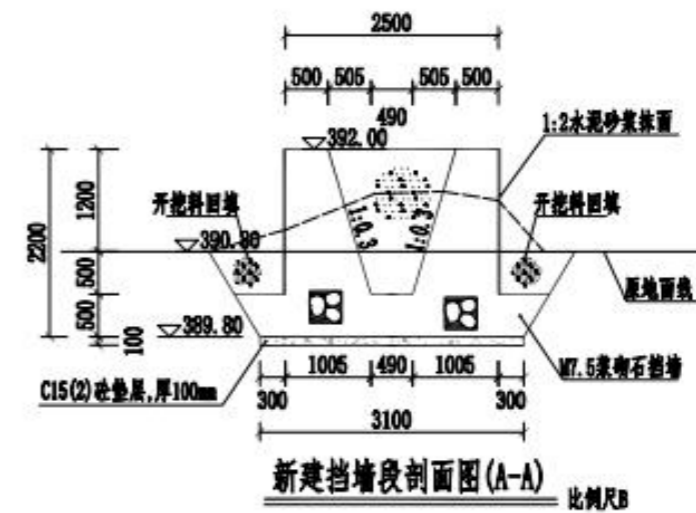 2500
500 505 505 500
490
1:2水泥砂浆抹面
392.00
开挖料回填
开挖料回填
1200
2200
1:0.3
1:0.3
390.80
500
原地面线
500
389.80
100
1005 490 1005
M7.5浆砌石挡墙
C15(2)砼垫层,厚100mm
300
300
3100
新建挡墙段剖面图(A-A)
比例尺B